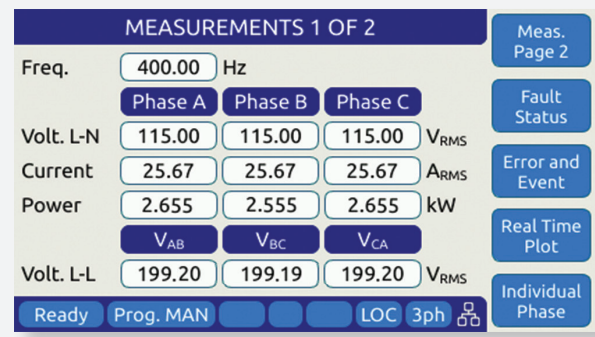 MEASUREMENTS 1 OF 2
Meas.
Page 2
Freq. 400.00 Hz
Phase A Phase B Phase C
Fault
Status
Volt. L-N 115.00 115.00 115.00 VRMS
Current 25.67 25.67 25.67 ARMS
Error and
Event
Power 2.655 2.555 2.655 kW
VAB VBC VCA
Real Time
Plot
Volt. L-L 199.20 199.19 199.20 VRMS
Individual
Phase
Ready Prog. MAN LOC 3ph